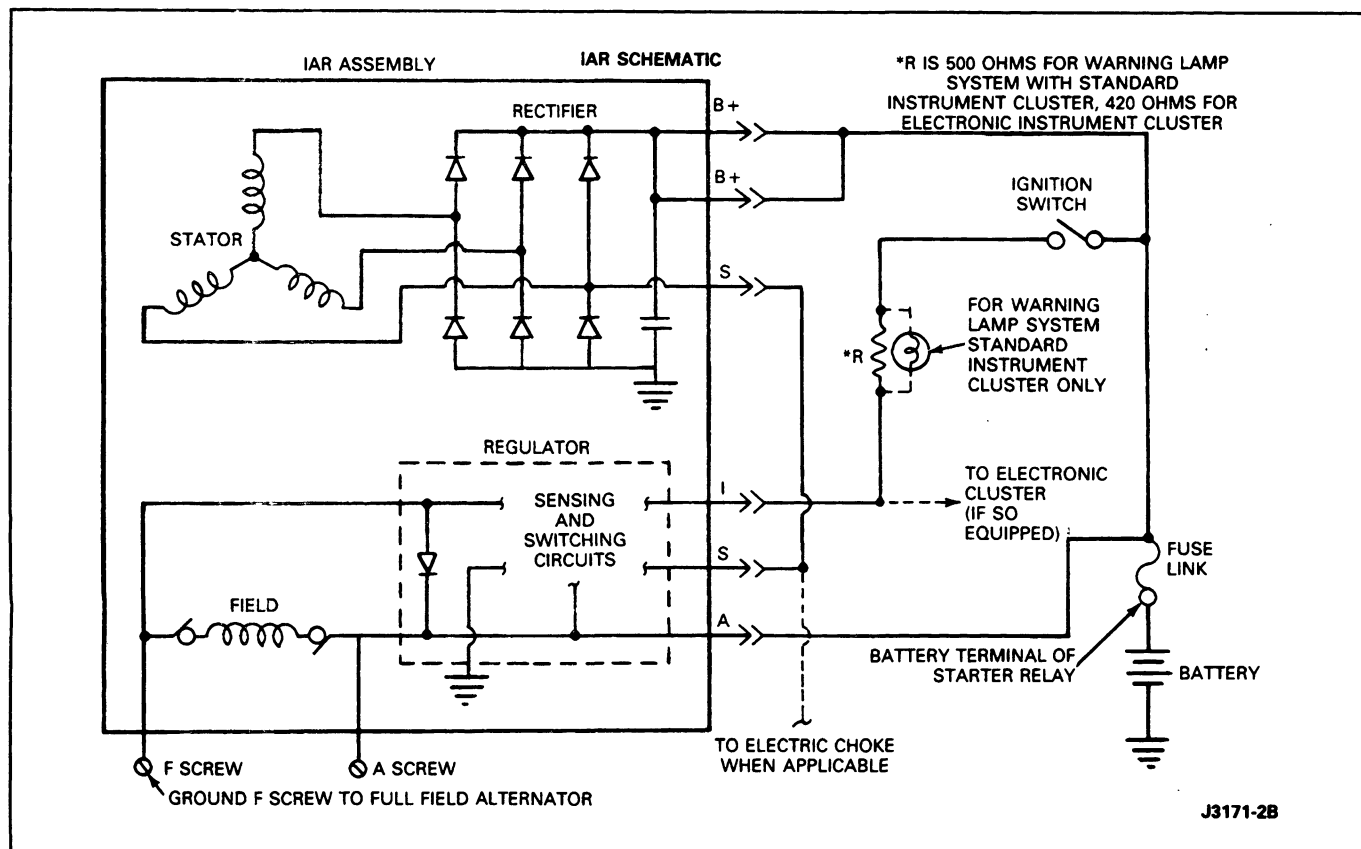 IAR ASSEMBLY
IAR SCHEMATIC
*R IS 500 OHMS FOR WARNING LAMP
SYSTEM WITH STANDARD
INSTRUMENT CLUSTER, 420 OHMS FOR
ELECTRONIC INSTRUMENT CLUSTER
RECTIFIER
B+
B+
IGNITION
SWITCH
STATOR
S
FOR WARNING
LAMP SYSTEM
STANDARD
INSTRUMENT
CLUSTER ONLY
*R
REGULATOR
SENSING
AND
SWITCHING
CIRCUITS
I
TO ELECTRONIC
CLUSTER
(IF SO
EQUIPPED)
S
FUSE
LINK
FIELD
A
BATTERY TERMINAL OF
STARTER RELAY
BATTERY
TO ELECTRIC CHOKE
WHEN APPLICABLE
F SCREW
A SCREW
GROUND F SCREW TO FULL FIELD ALTERNATOR
J3171-2B